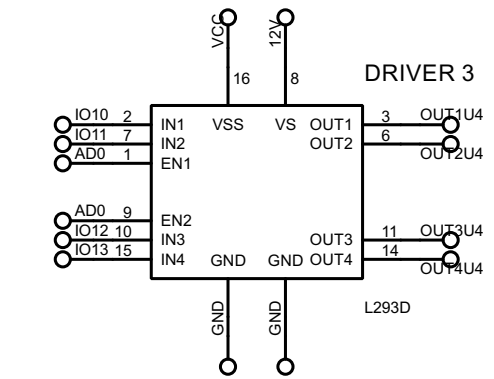 VCC 12V
16 8
DRIVER 3
IO10 2 IN1 VSS VS OUT1 3 OUT1U4
IO11 7 IN2 OUT2 6 OUT2U4
AD0 1 EN1
AD0 9 EN2
IO12 10 IN3 OUT3 11 OUT3U4
IO13 15 IN4 GND GND OUT4 14 OUT4U4
GND GND
L293D